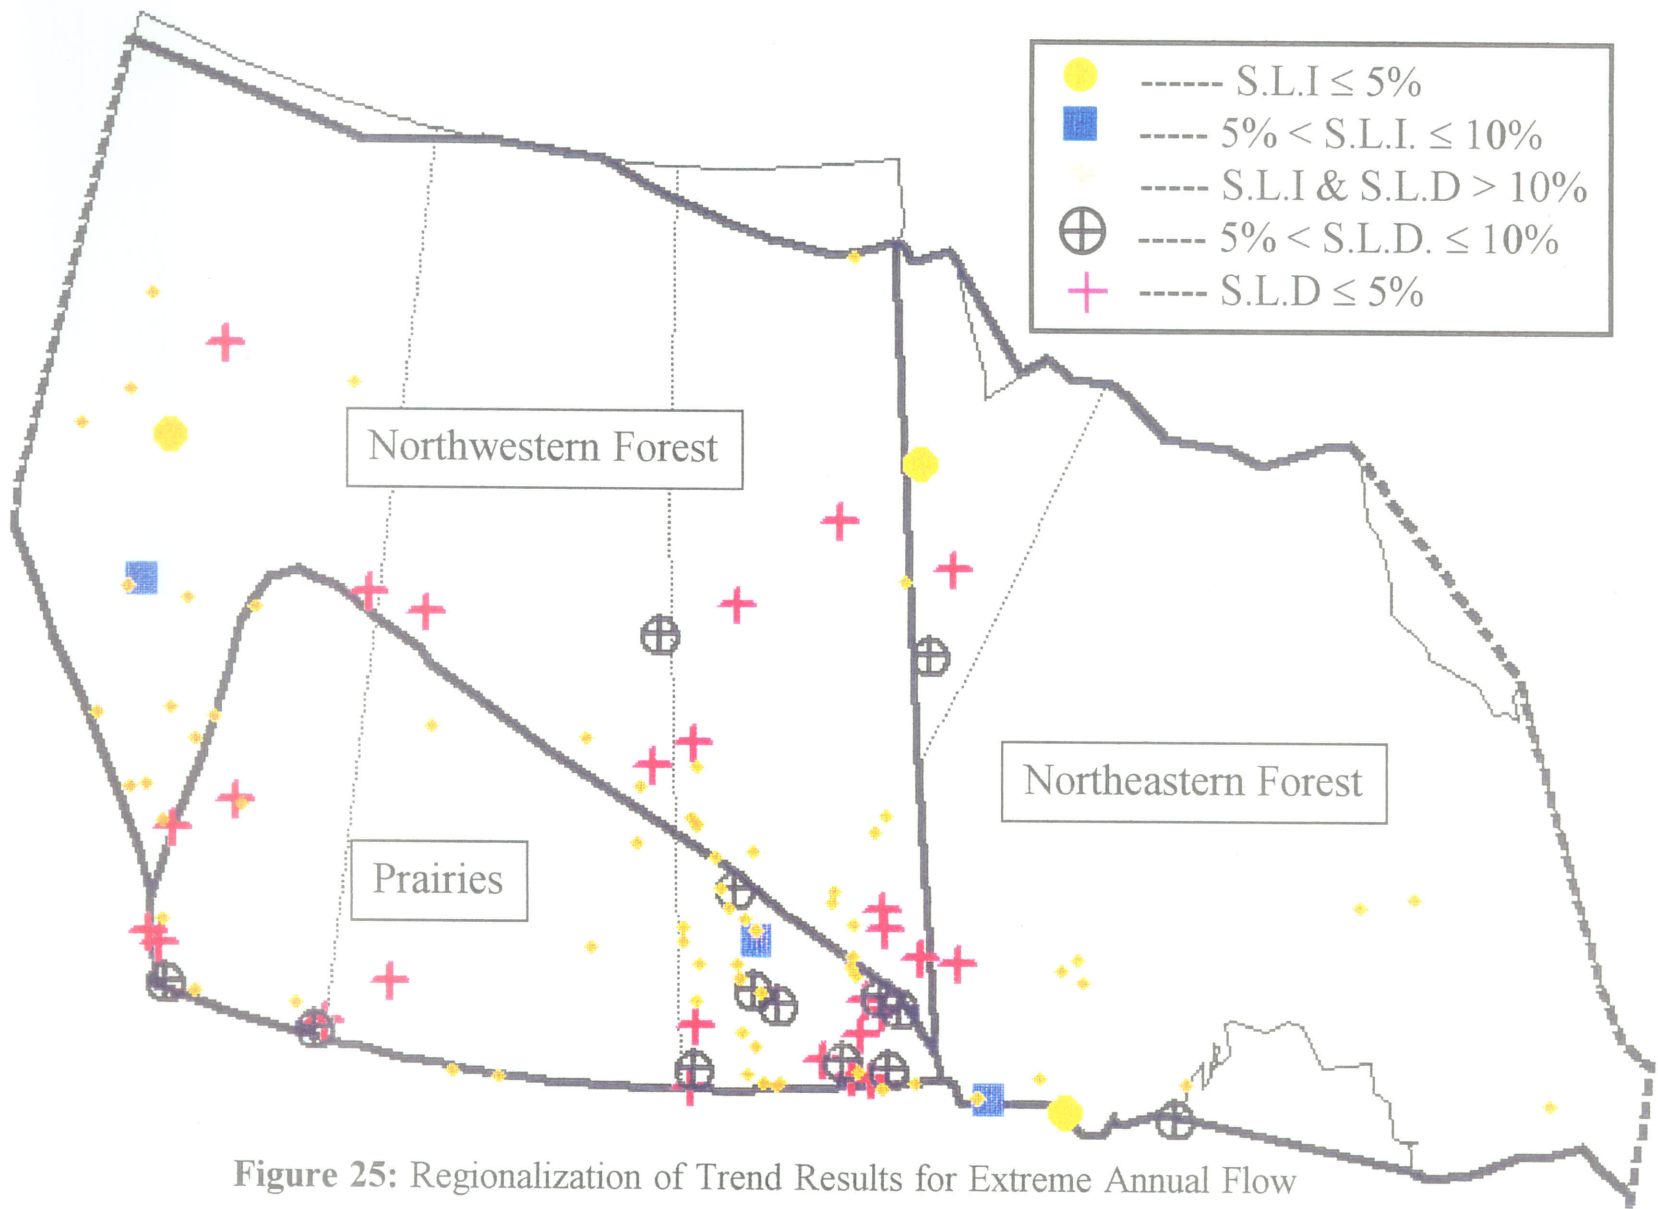 ------ S.L.I ≤ 5%
----- 5% < S.L.I. ≤ 10%
----- S.L.I & S.L.D > 10%
----- 5% < S.L.D. ≤ 10%
----- S.L.D ≤ 5%
Northwestern Forest
Northeastern Forest
Prairies
Figure 25: Regionalization of Trend Results for Extreme Annual Flow